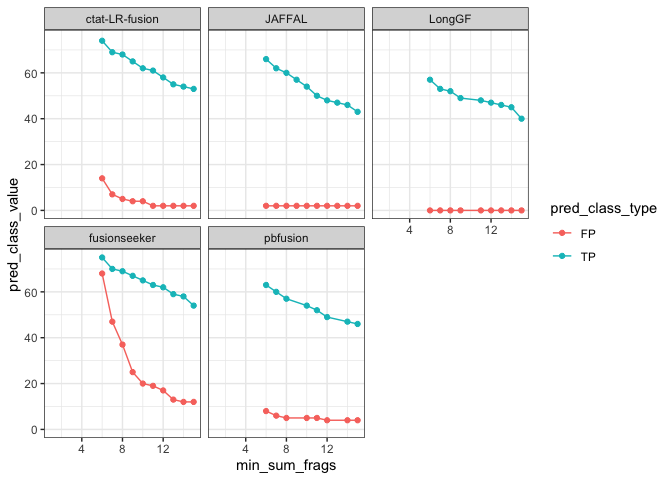 ctat-LR-fusion JAFFAL LongGF
60
40
20
0
4 8 12
fusionseeker pbfusion
60
40
20
0
4 8 12 4 8 12
min_sum_frags
pred_class_value
pred_class_type
FP
TP